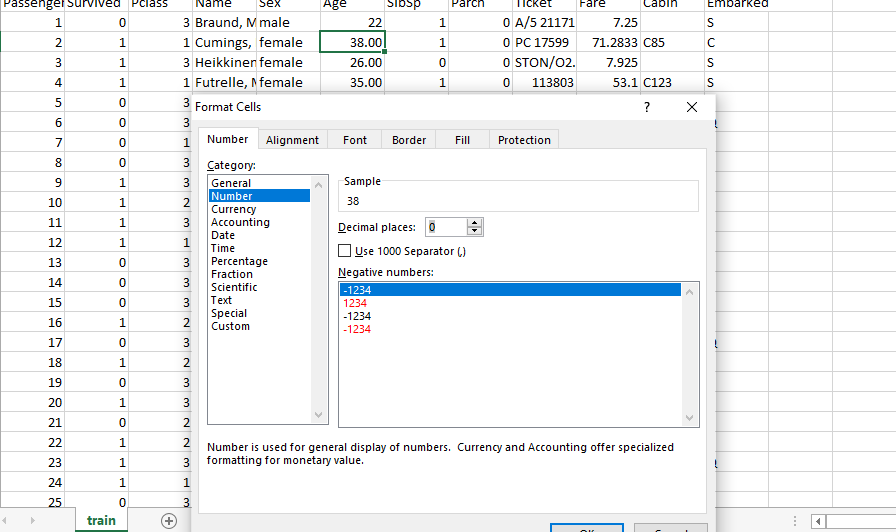 Passenger Survived Pclass Name Sex Age SibSp Parch Ticket Fare Cabin Embarked
1 0 3 Braund, M male 22 1 0 A/5 21171 7.25 S
2 1 1 Cumings, female 38.00 1 0 PC 17599 71.2833 C85 C
3 1 3 Heikkinen female 26.00 0 0 STON/O2. 7.925 S
4 1 1 Futrelle, M female 35.00 1 0 113803 53.1 C123 S
5 0 3
6 0 3
7 0 1
8 0 3
9 1 3
10 1 2
11 1 3
12 1 1
13 0 3
14 0 3
15 0 3
16 1 2
17 0 3
18 1 2
19 0 3
20 1 3
21 0 2
22 1 2
23 1 3
24 1 1
25 0 3
Format Cells ?
Number Alignment Font Border Fill Protection
Category:
General
Number
Currency
Accounting
Date
Time
Percentage
Fraction
Scientific
Text
Special
Custom
Sample
38
Decimal places: 0
Use 1000 Separator (,)
Negative numbers:
-1234
1234
-1234
-1234
Number is used for general display of numbers. Currency and Accounting offer specialized
formatting for monetary value.
train